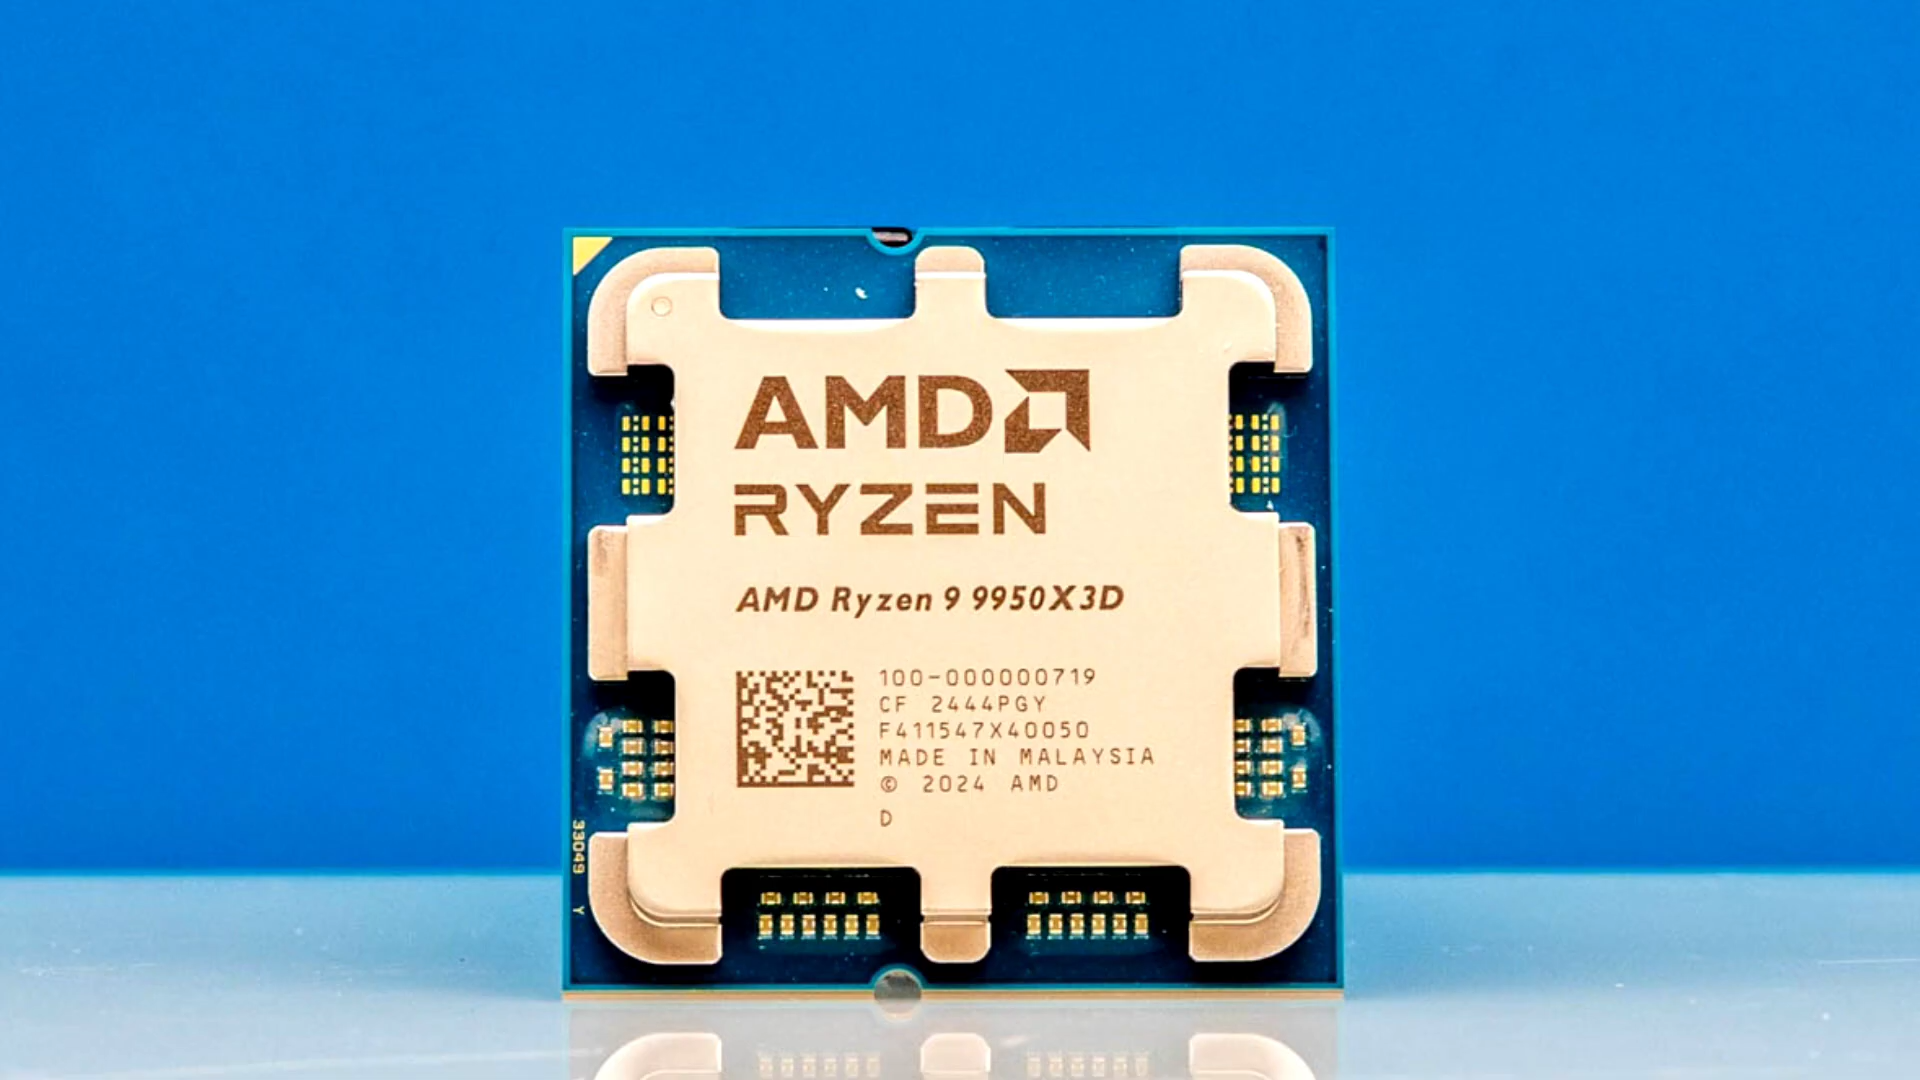 AMD
RYZEN
AMD Ryzen 9 9950X3D
100-000000719
CF 2444PGY
F411547X40050
MADE IN MALAYSIA
© 2024 AMD
D
33049 Y